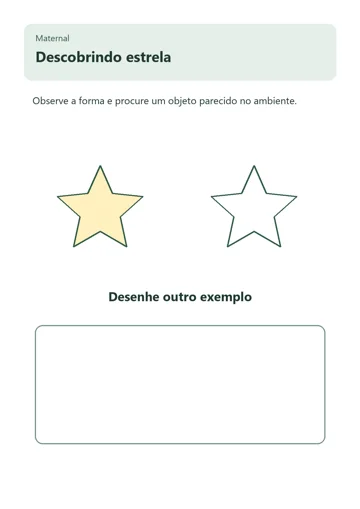 Maternal
Descobrindo estrela
Observe a forma e procure um objeto parecido no ambiente.
Desenhe outro exemplo